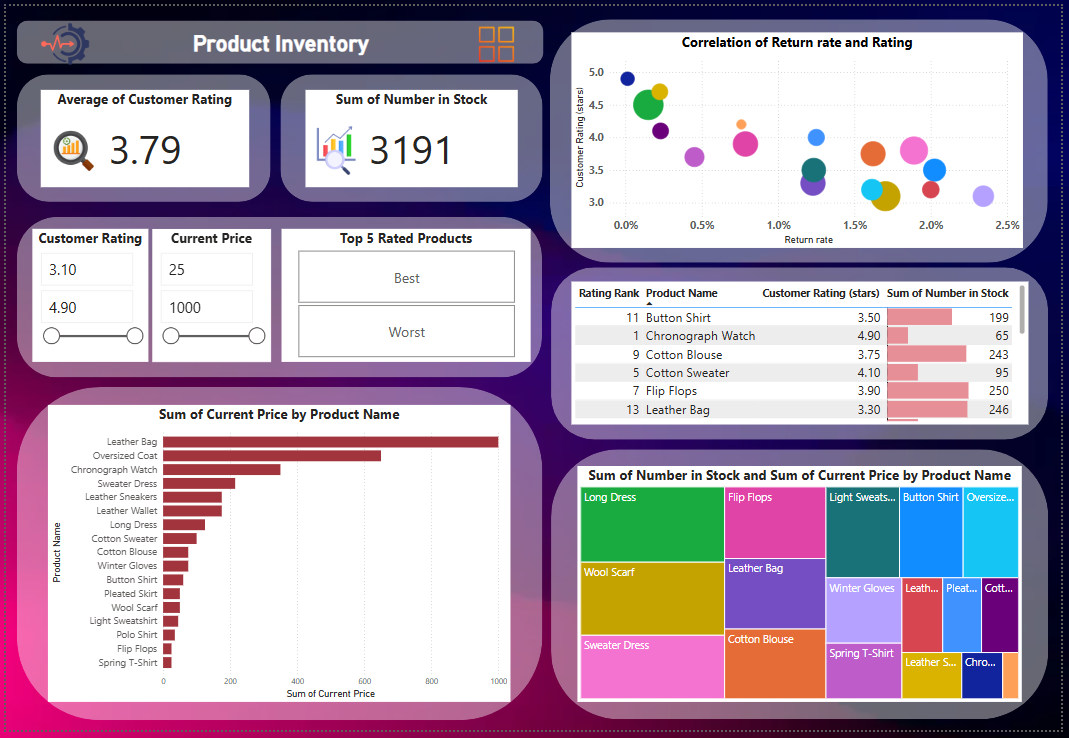 Product Inventory
Average of Customer Rating
3.79
Sum of Number in Stock
3191
Customer Rating
3.10
4.90
Current Price
25
1000
Top 5 Rated Products
Best
Worst
Sum of Current Price by Product Name
Product Name
Leather Bag
Oversized Coat
Chronograph Watch
Sweater Dress
Leather Sneakers
Leather Wallet
Long Dress
Cotton Sweater
Cotton Blouse
Winter Gloves
Button Shirt
Pleated Skirt
Wool Scarf
Light Sweatshirt
Polo Shirt
Flip Flops
Spring T-Shirt
0 200 400 600 800 1000
Sum of Current Price
Correlation of Return rate and Rating
Customer Rating (stars)
5.0
4.5
4.0
3.5
3.0
0.0% 0.5% 1.0% 1.5% 2.0% 2.5%
Return rate
Rating Rank Product Name Customer Rating (stars) Sum of Number in Stock
11 Button Shirt 3.50 199
1 Chronograph Watch 4.90 65
9 Cotton Blouse 3.75 243
5 Cotton Sweater 4.10 95
7 Flip Flops 3.90 250
13 Leather Bag 3.30 246
Sum of Number in Stock and Sum of Current Price by Product Name
Long Dress
Wool Scarf
Sweater Dress
Flip Flops
Leather Bag
Cotton Blouse
Light Sweats...
Button Shirt
Oversize...
Winter Gloves
Spring T-Shirt
Leath...
Pleat...
Cott...
Leather S...
Chro...